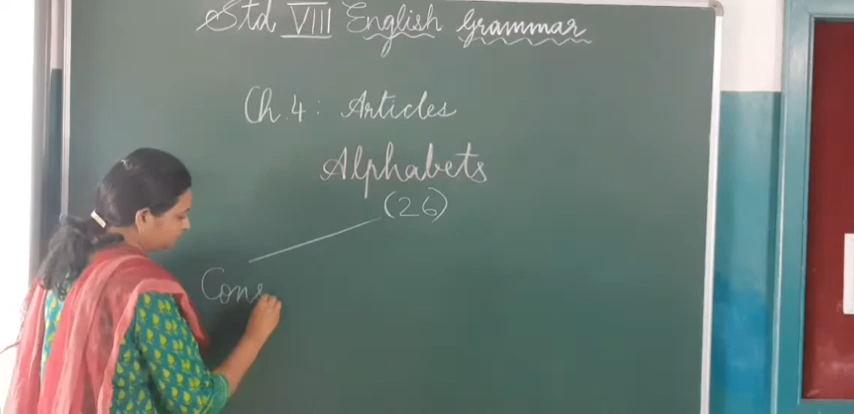 Std VIII English Grammar
Ch. 4 : Articles
Alphabets
(26)
Cons